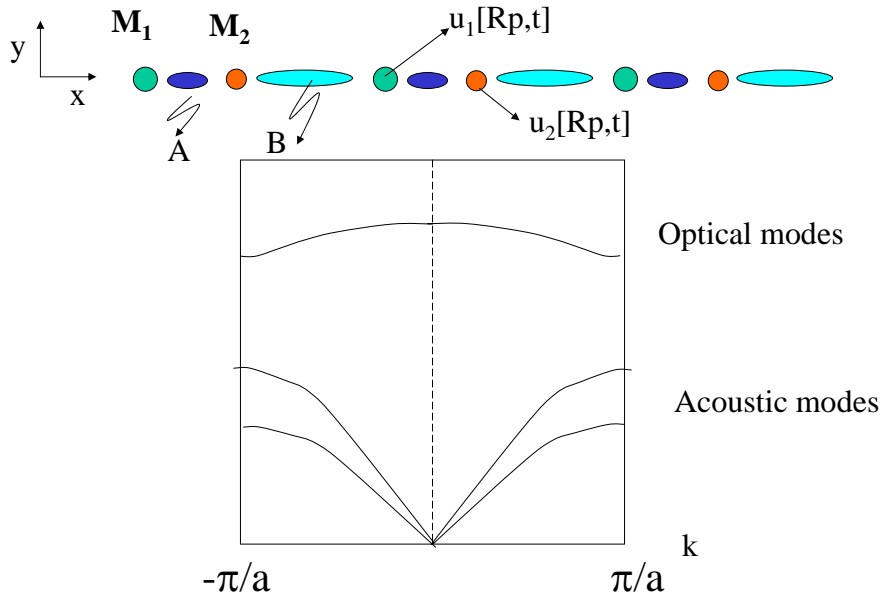 M₁ M₂ u₁[Rp,t]
y
x
A B u₂[Rp,t]
Optical modes
Acoustic modes
k
-π/a π/a